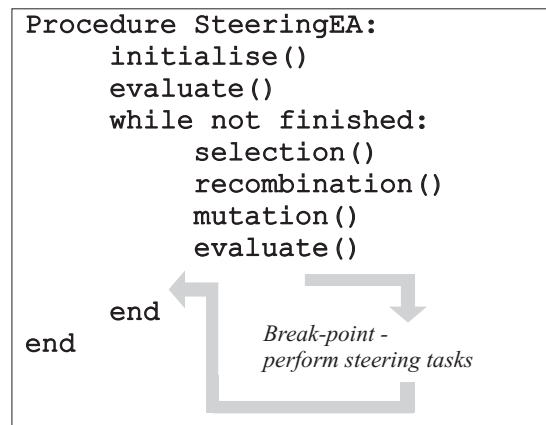 Procedure SteeringEA:
initialise()
evaluate()
while not finished:
selection()
recombination()
mutation()
evaluate()
end
end
Break-point -
perform steering tasks